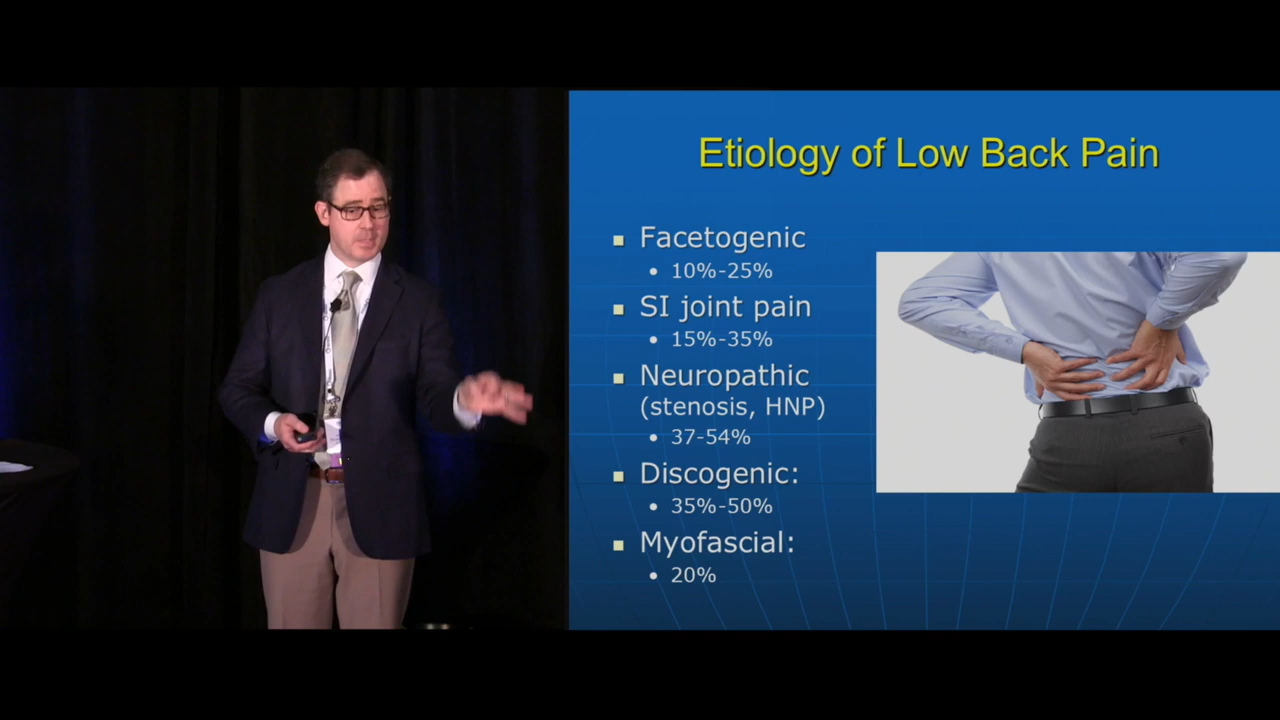 Etiology of Low Back Pain
Facetogenic
10%-25%
SI joint pain
15%-35%
Neuropathic
(stenosis, HNP)
37-54%
Discogenic:
35%-50%
Myofascial:
20%